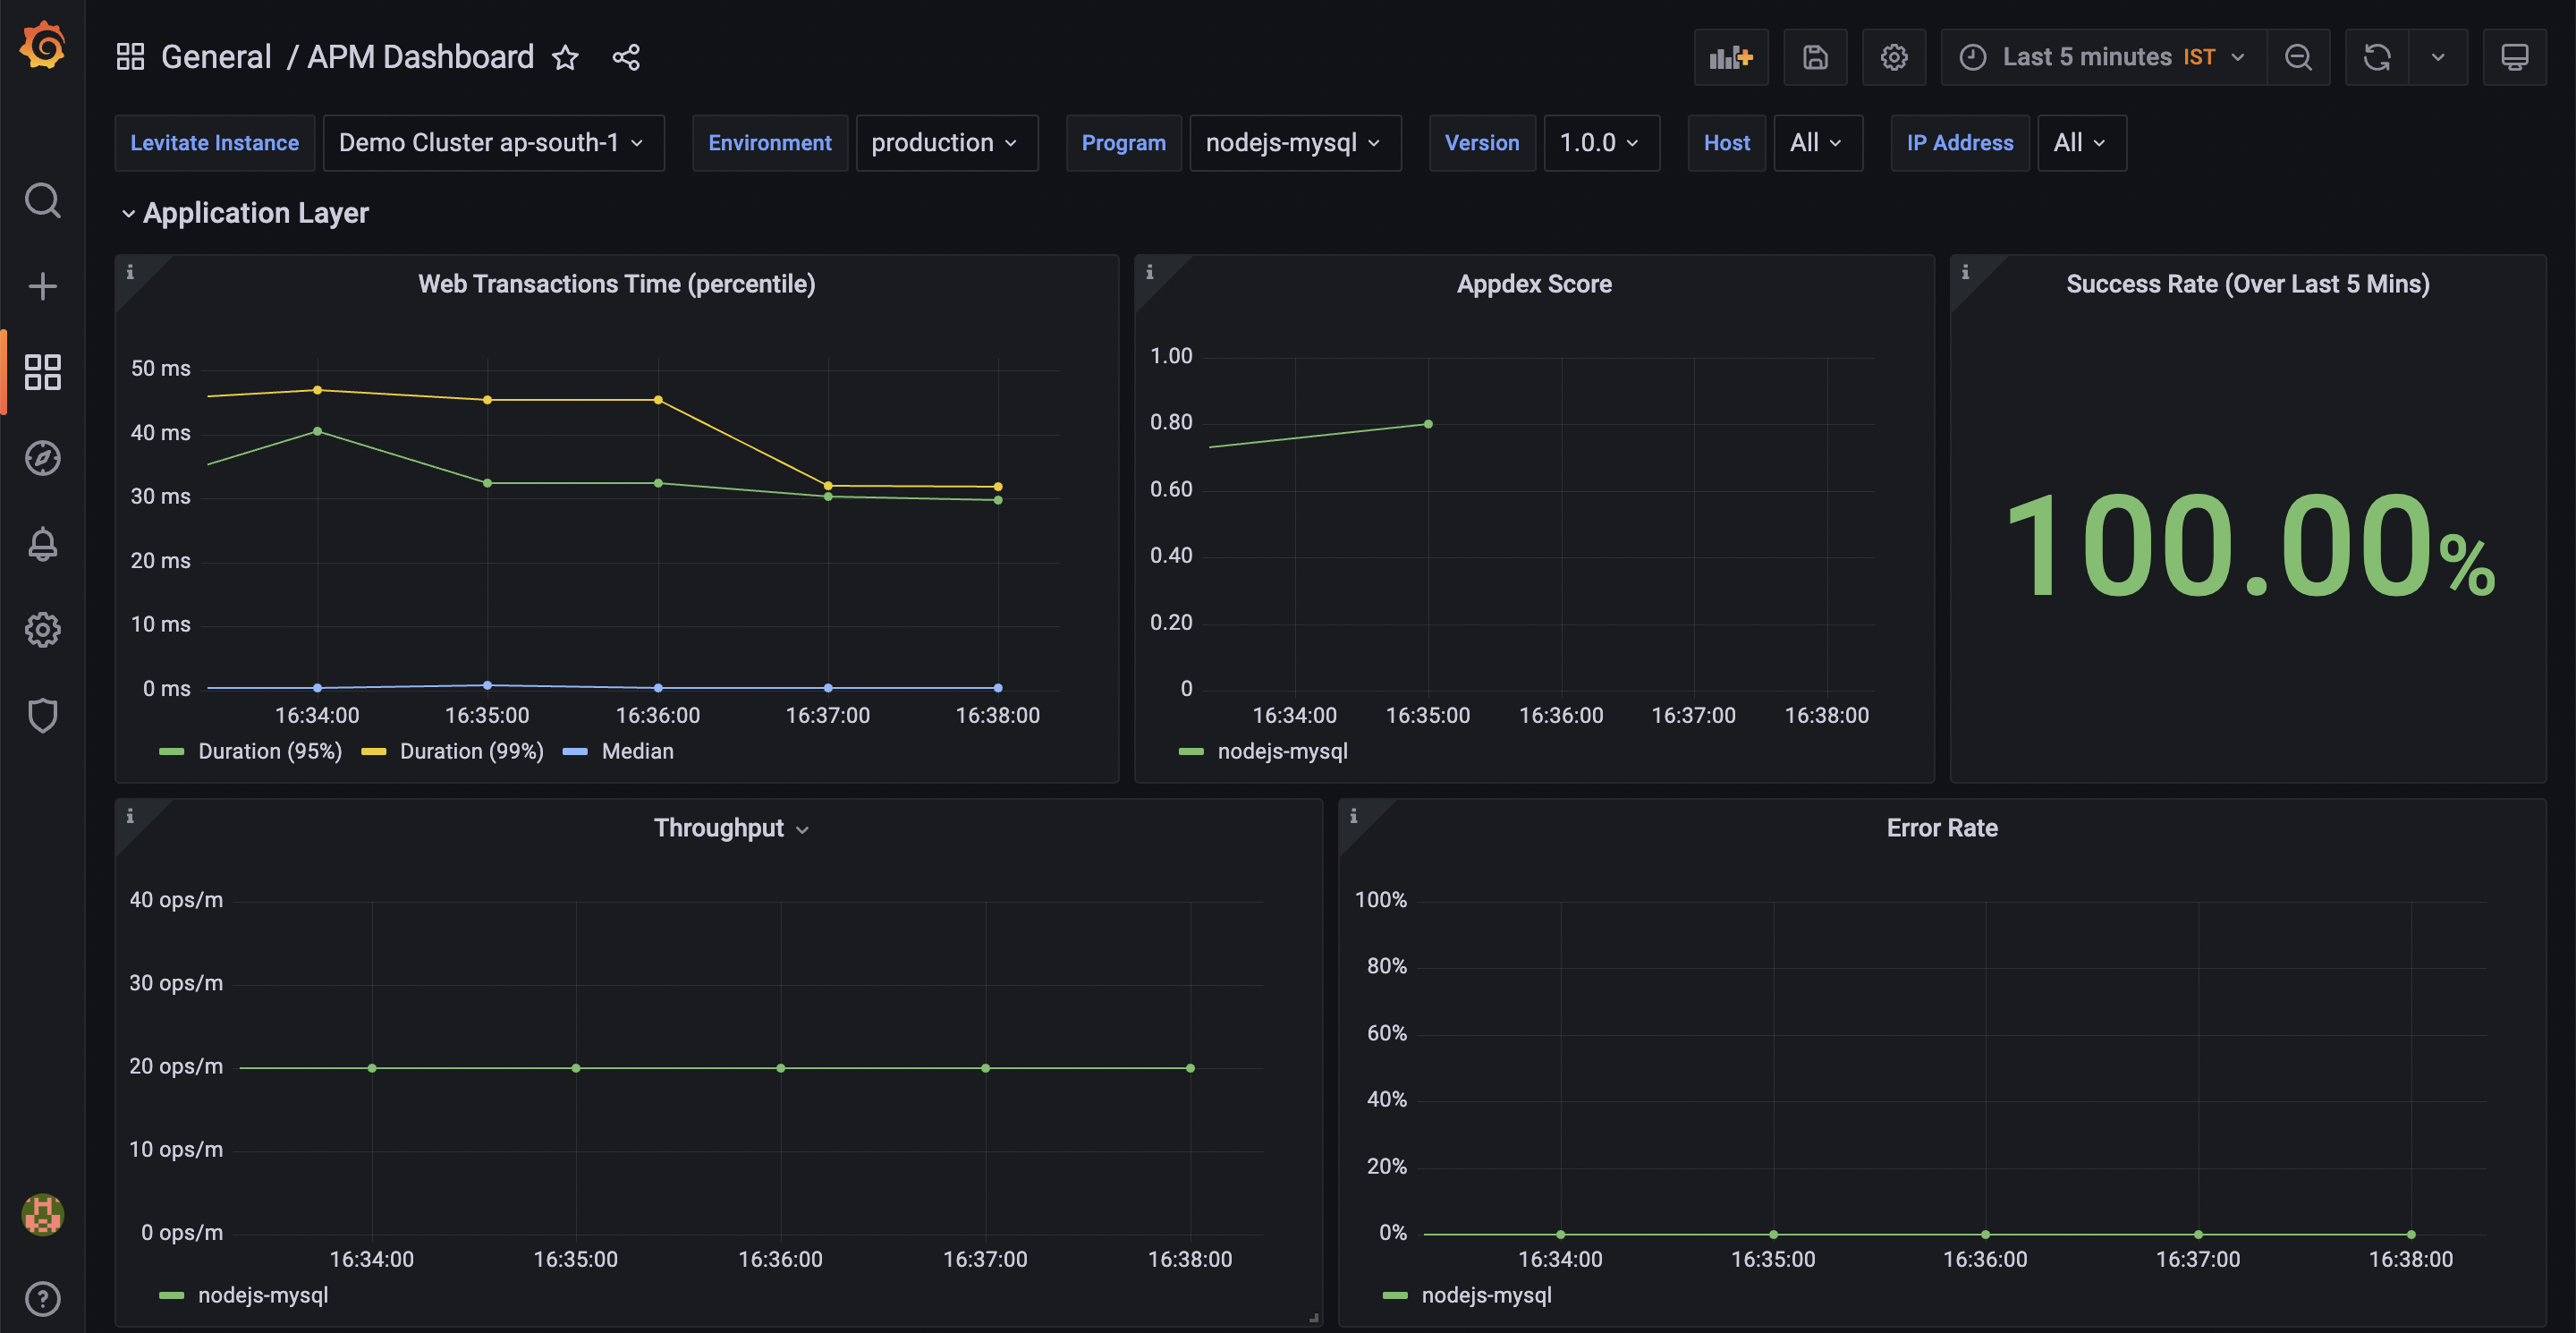 General / APM Dashboard
Last 5 minutes IST
Levitate Instance Demo Cluster ap-south-1 Environment production Program nodejs-mysql Version 1.0.0 Host All IP Address All
Application Layer
Web Transactions Time (percentile)
50 ms
40 ms
30 ms
20 ms
10 ms
0 ms
16:34:00 16:35:00 16:36:00 16:37:00 16:38:00
Duration (95%) Duration (99%) Median
Appdex Score
1.00
0.80
0.60
0.40
0.20
0
16:34:00 16:35:00 16:36:00 16:37:00 16:38:00
nodejs-mysql
Success Rate (Over Last 5 Mins)
100.00%
Throughput
40 ops/m
30 ops/m
20 ops/m
10 ops/m
0 ops/m
16:34:00 16:35:00 16:36:00 16:37:00 16:38:00
nodejs-mysql
Error Rate
100%
80%
60%
40%
20%
0%
16:34:00 16:35:00 16:36:00 16:37:00 16:38:00
nodejs-mysql